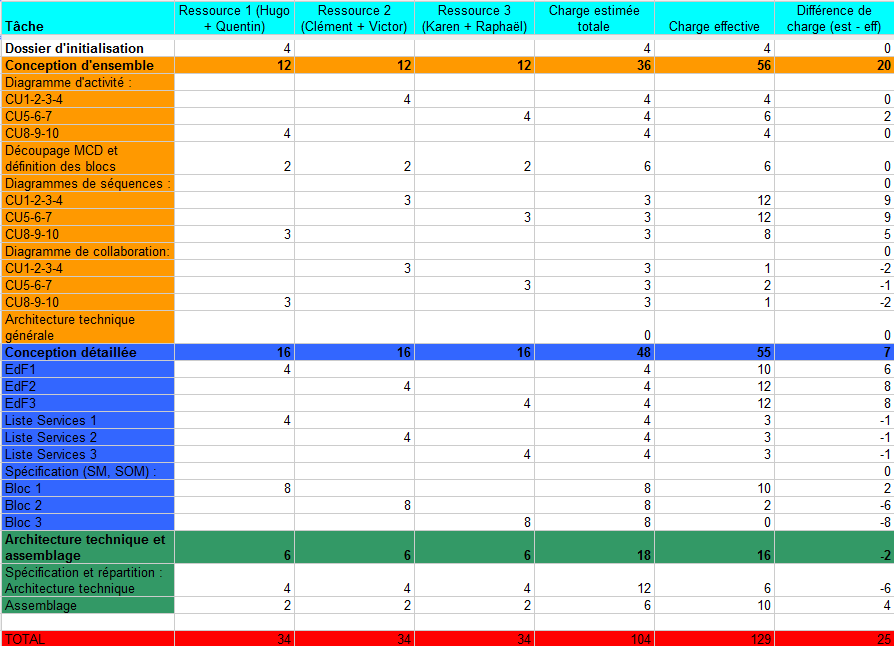 Tâche Ressource 1 (Hugo + Quentin) Ressource 2 (Clément + Victor) Ressource 3 (Karen + Raphaël) Charge estimée totale Charge effective Différence de charge (est - eff)
Dossier d'initialisation 4 4 4 0
Conception d'ensemble 12 12 12 36 56 20
Diagramme d'activité :
CU1-2-3-4 4 4 4 0
CU5-6-7 4 4 6 2
CU8-9-10 4 4 4 0
Découpage MCD et
définition des blocs 2 2 2 6 6 0
Diagrammes de séquences : 0
CU1-2-3-4 3 3 12 9
CU5-6-7 3 3 12 9
CU8-9-10 3 3 8 5
Diagramme de collaboration: 0
CU1-2-3-4 3 3 1 -2
CU5-6-7 3 3 2 -1
CU8-9-10 3 3 1 -2
Architecture technique
générale 0 0
Conception détaillée 16 16 16 48 55 7
EdF1 4 4 10 6
EdF2 4 4 12 8
EdF3 4 4 12 8
Liste Services 1 4 4 3 -1
Liste Services 2 4 4 3 -1
Liste Services 3 4 4 3 -1
Spécification (SM, SOM) : 0
Bloc 1 8 8 10 2
Bloc 2 8 8 2 -6
Bloc 3 8 8 0 -8
Architecture technique et
assemblage 6 6 6 18 16 -2
Spécification et répartition :
Architecture technique 4 4 4 12 6 -6
Assemblage 2 2 2 6 10 4
TOTAL 34 34 34 104 129 25